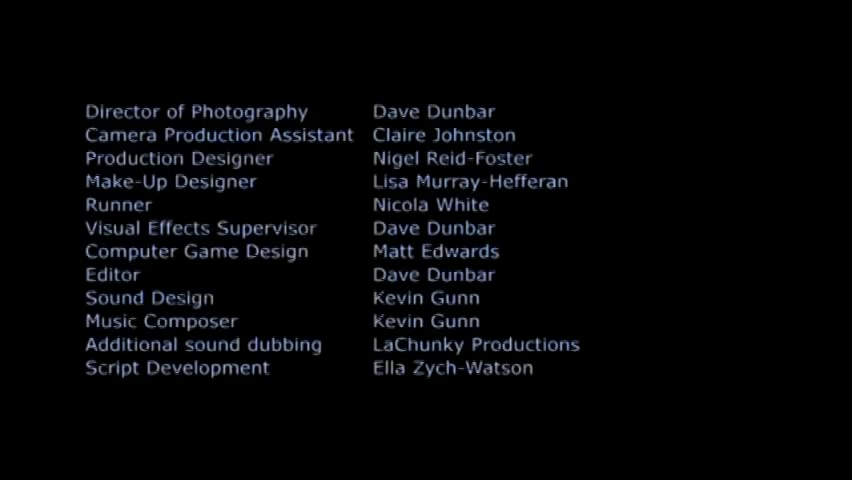 Director of Photography Dave Dunbar
Camera Production Assistant Claire Johnston
Production Designer Nigel Reid-Foster
Make-Up Designer Lisa Murray-Hefferan
Runner Nicola White
Visual Effects Supervisor Dave Dunbar
Computer Game Design Matt Edwards
Editor Dave Dunbar
Sound Design Kevin Gunn
Music Composer Kevin Gunn
Additional sound dubbing LaChunky Productions
Script Development Ella Zych-Watson